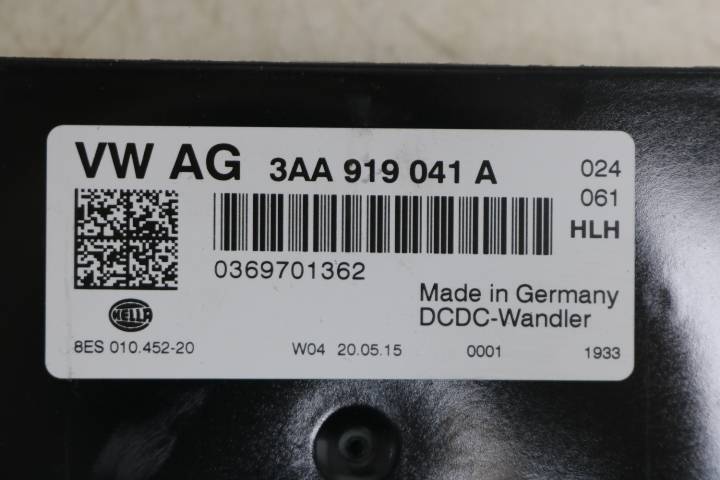 VW AG 3AA 919 041 A 024
061
HLH
0369701362
Made in Germany
DCDC-Wandler
HELLA
8ES 010.452-20 W04 20.05.15 0001 1933